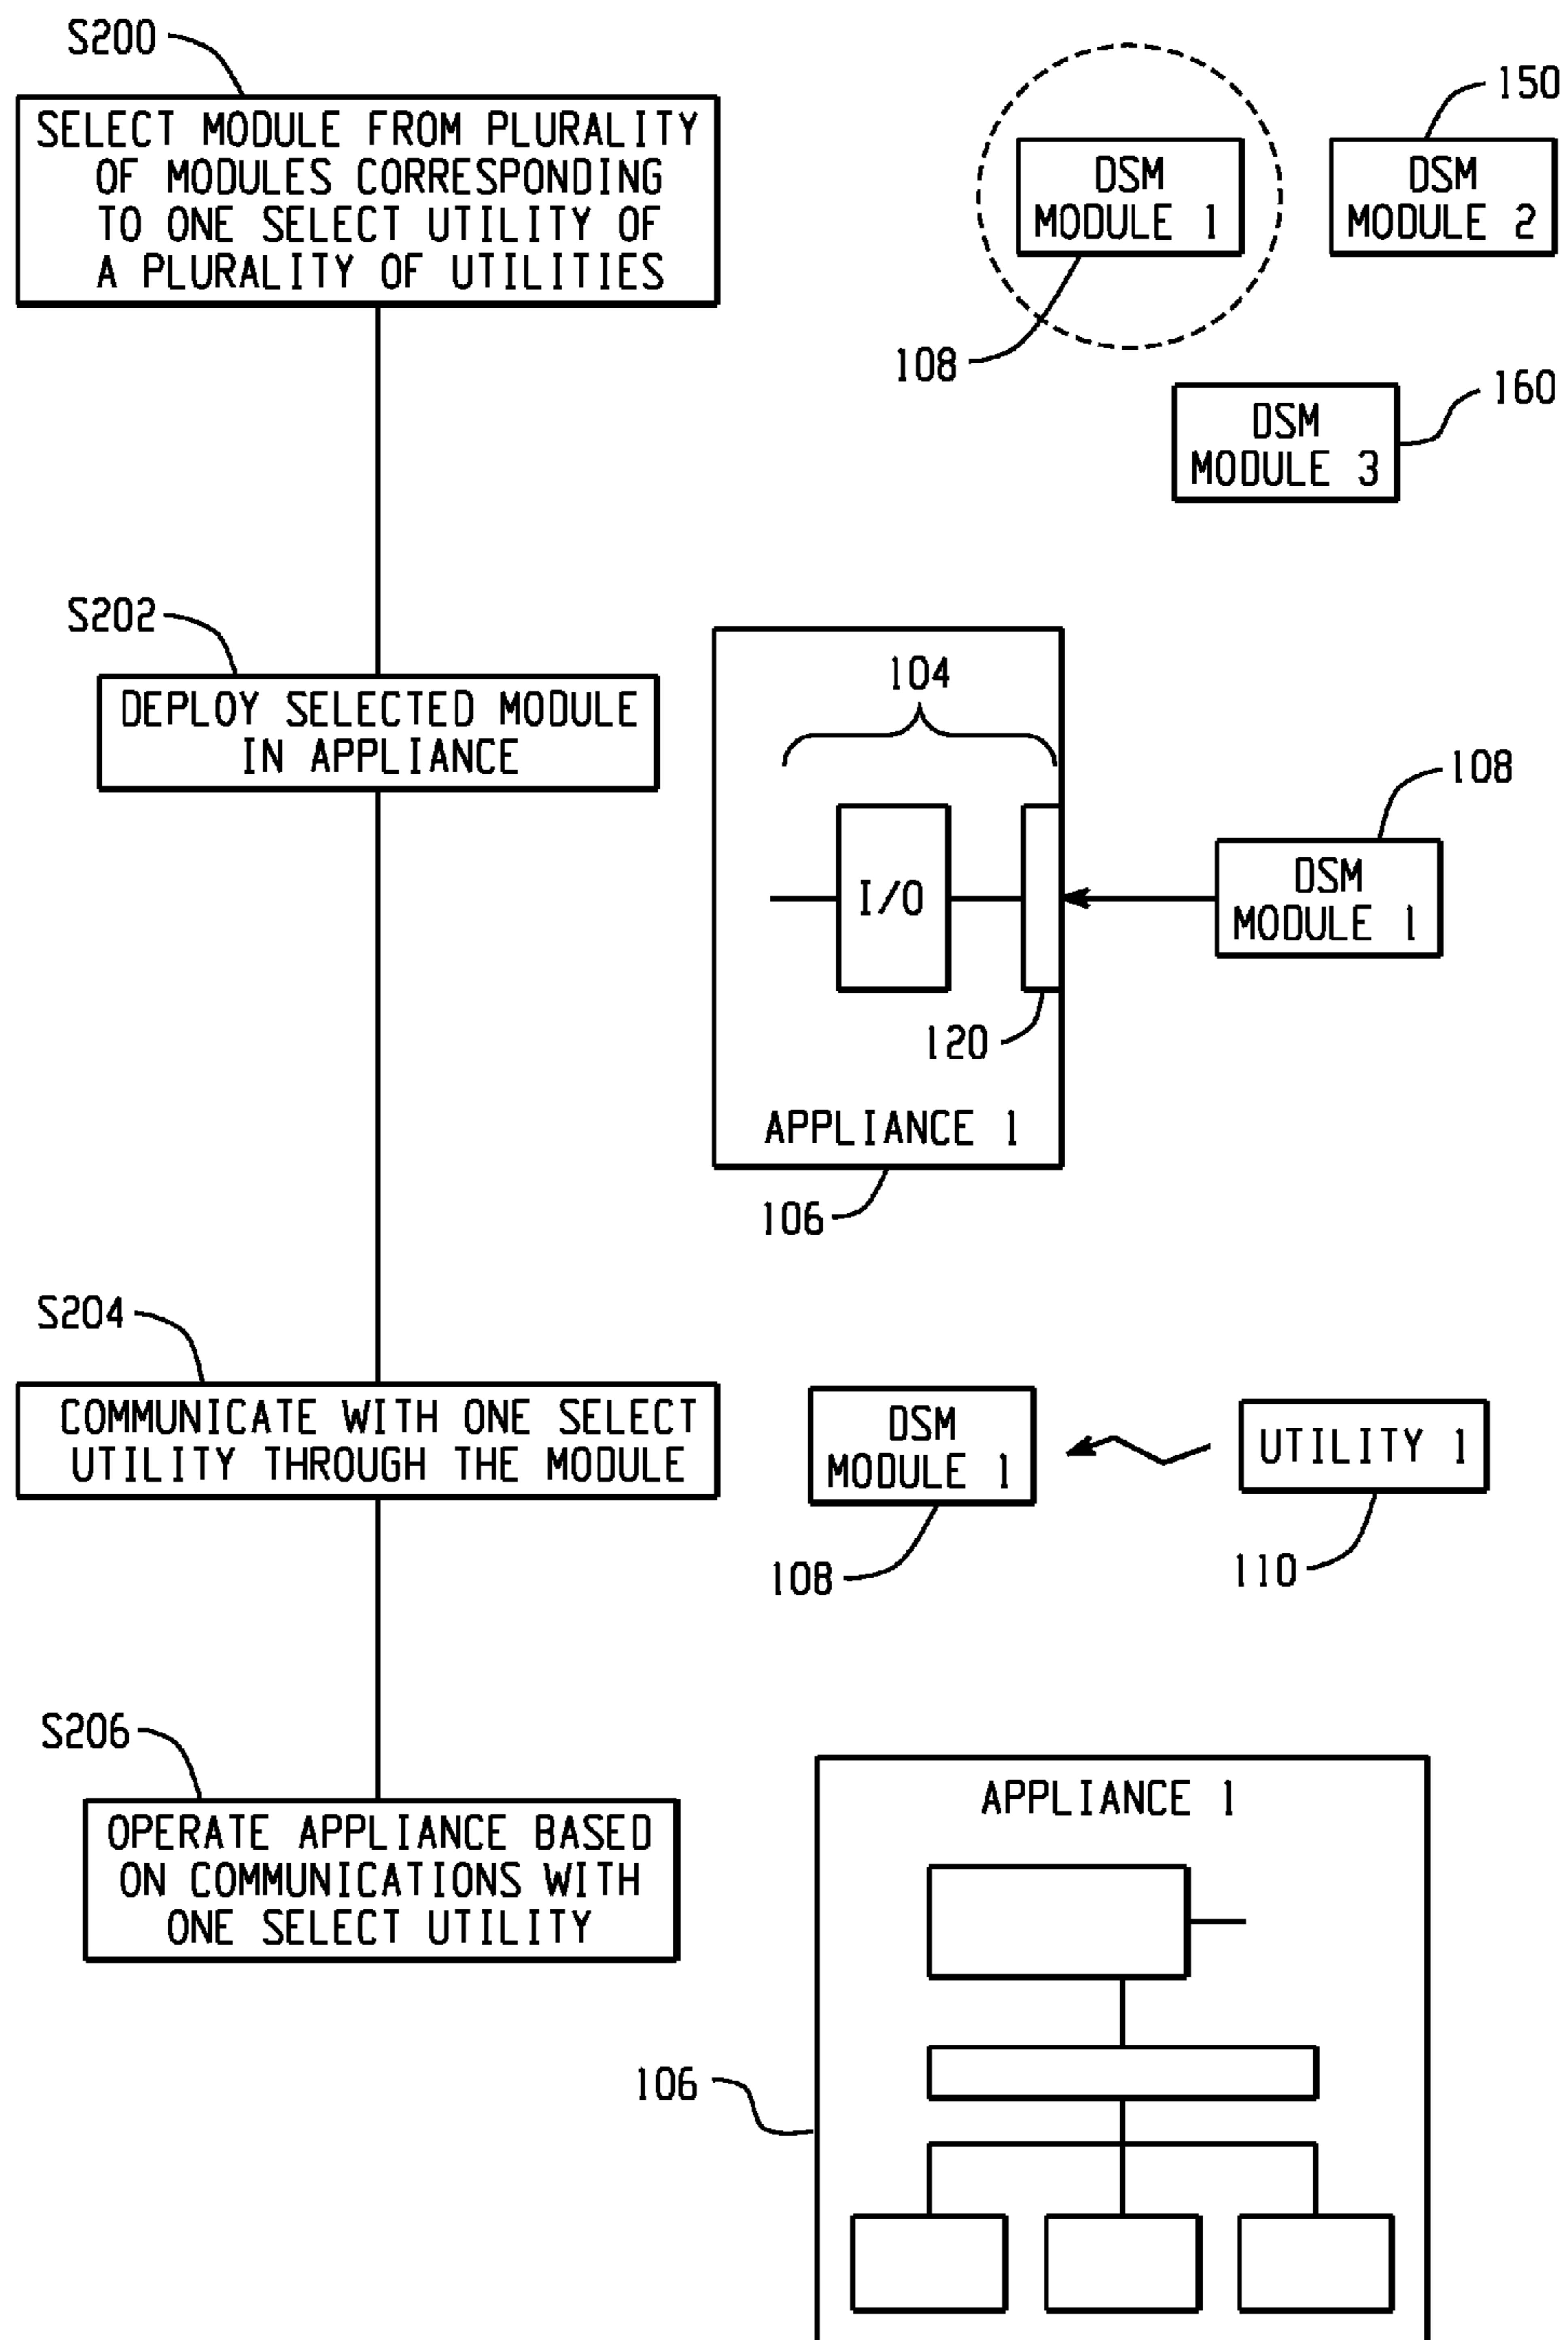 S200
SELECT MODULE FROM PLURALITY
OF MODULES CORRESPONDING
TO ONE SELECT UTILITY OF
A PLURALITY OF UTILITIES
150
DSM
MODULE 1
DSM
MODULE 2
108
160
DSM
MODULE 3
S202
DEPLOY SELECTED MODULE
IN APPLIANCE
104
108
I/O
DSM
MODULE 1
120
APPLIANCE 1
106
S204
COMMUNICATE WITH ONE SELECT
UTILITY THROUGH THE MODULE
DSM
MODULE 1
UTILITY 1
108
110
S206
OPERATE APPLIANCE BASED
ON COMMUNICATIONS WITH
ONE SELECT UTILITY
APPLIANCE 1
106